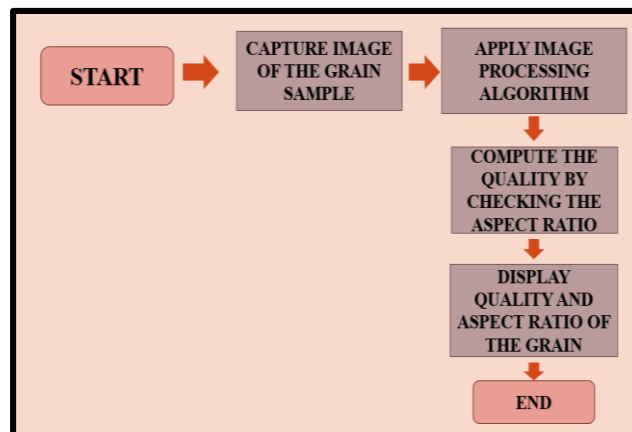 START
CAPTURE IMAGE
OF THE GRAIN
SAMPLE
APPLY IMAGE
PROCESSING
ALGORITHM
COMPUTE THE
QUALITY BY
CHECKING THE
ASPECT RATIO
DISPLAY
QUALITY AND
ASPECT RATIO OF
THE GRAIN
END